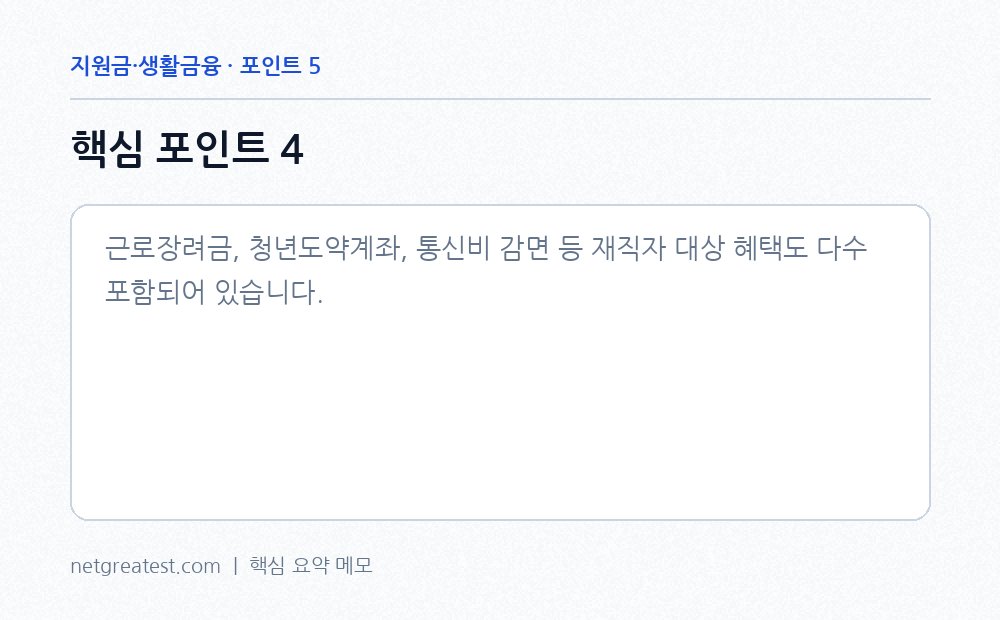 지원금·생활금융 · 포인트 5
핵심 포인트 4
근로장려금, 청년도약계좌, 통신비 감면 등 재직자 대상 혜택도 다수
포함되어 있습니다.
netgreatest.com | 핵심 요약 메모